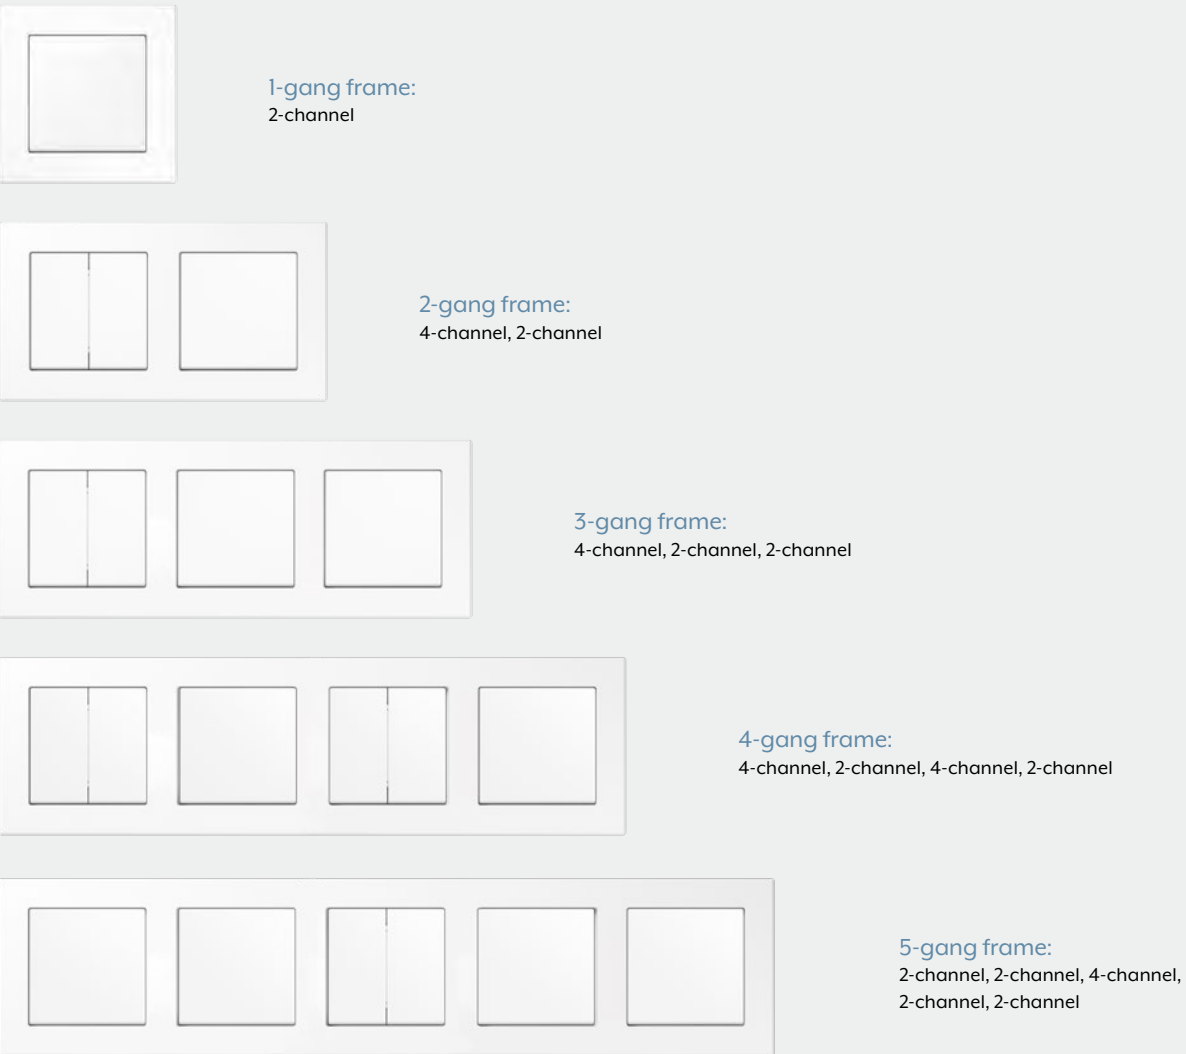 1-gang frame:
2-channel
2-gang frame:
4-channel, 2-channel
3-gang frame:
4-channel, 2-channel, 2-channel
4-gang frame:
4-channel, 2-channel, 4-channel, 2-channel
5-gang frame:
2-channel, 2-channel, 4-channel,
2-channel, 2-channel